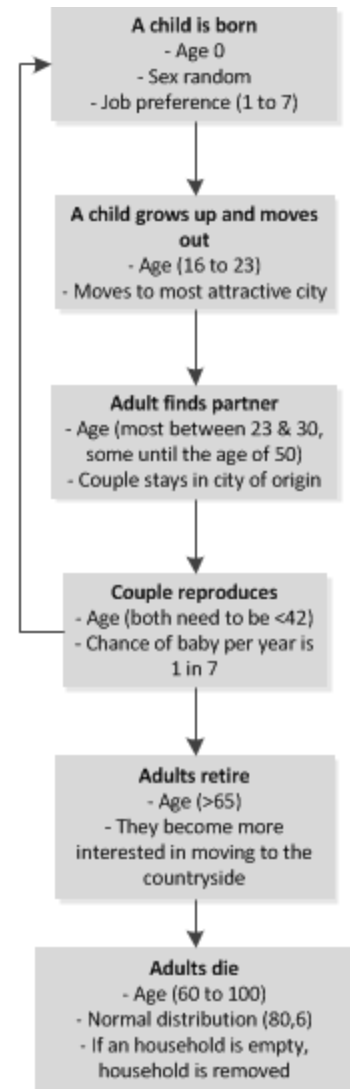 A child is born
- Age 0
- Sex random
- Job preference (1 to 7)
A child grows up and moves
out
- Age (16 to 23)
- Moves to most attractive city
Adult finds partner
- Age (most between 23 & 30,
some until the age of 50)
- Couple stays in city of origin
Couple reproduces
- Age (both need to be <42)
- Chance of baby per year is
1 in 7
Adults retire
- Age (>65)
- They become more
interested in moving to the
countryside
Adults die
- Age (60 to 100)
- Normal distribution (80,6)
- If an household is empty,
household is removed